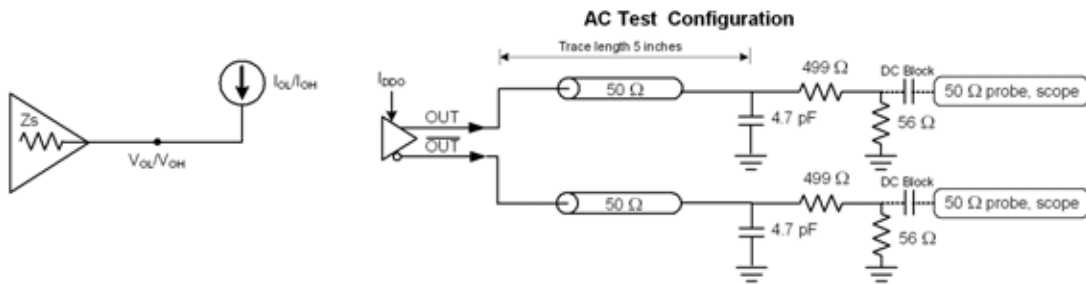 AC Test Configuration
Trace length 5 inches
Zs
VOL/VOH
IOL/IOH
IDDO
OUT
OUT
50 Ω
4.7 pF
499 Ω
DC Block
56 Ω
50 Ω probe, scope
50 Ω
4.7 pF
499 Ω
DC Block
56 Ω
50 Ω probe, scope